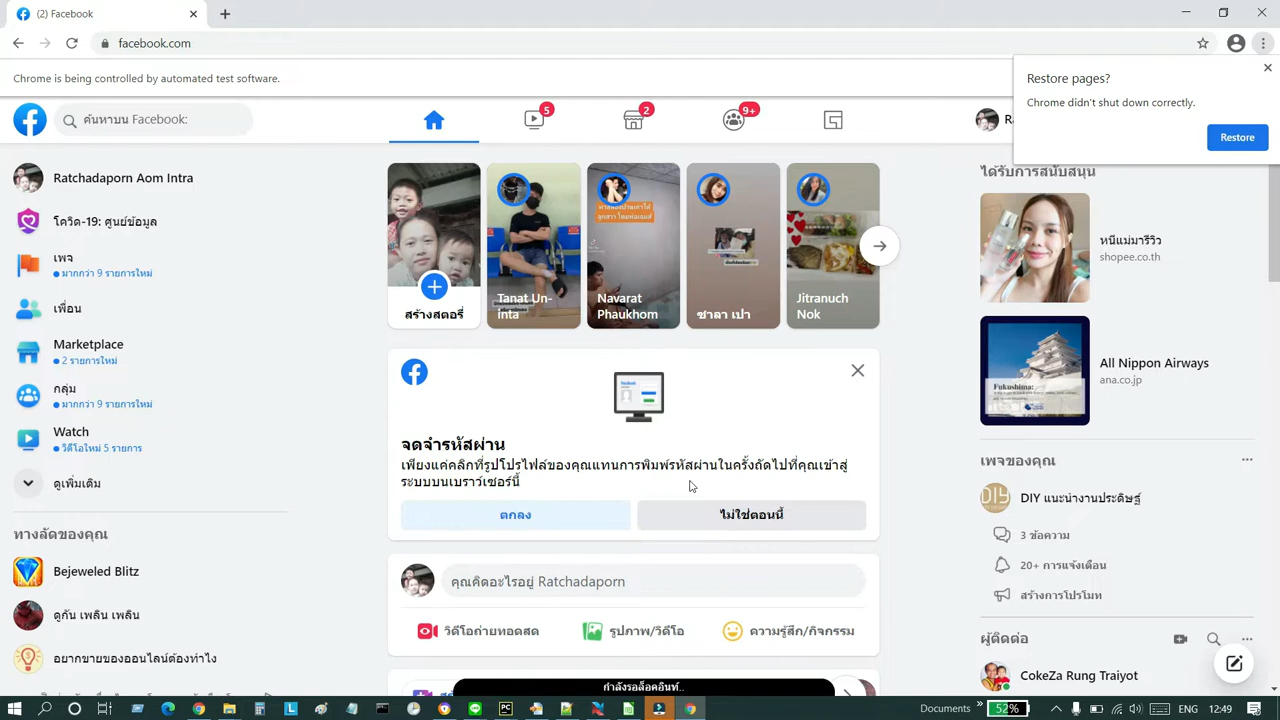 (2) Facebook
facebook.com
Chrome is being controlled by automated test software.
Restore pages?
Chrome didn't shut down correctly.
Restore
ค้นหาบน Facebook:
5
2
9+
Ratchadaporn Aom Intra
โควิด-19: ศูนย์ข้อมูล
เพจ
มากกว่า 9 รายการใหม่
เพื่อน
Marketplace
2 รายการใหม่
กลุ่ม
มากกว่า 9 รายการใหม่
Watch
วิดีโอใหม่ 5 รายการ
ดูเพิ่มเติม
ทางลัดของคุณ
Bejeweled Blitz
ดูกัน เพลิน เพลิน
อยากขายของออนไลน์ต้องทำไง
สร้างสตอรี่
Tanat Un-
inta
Navarat
Phaukhom
ซาลา เปา
Jitranuch
Nok
จดจำรหัสผ่าน
เพียงแค่คลิกที่รูปโปรไฟล์ของคุณแทนการพิมพ์รหัสผ่านในครั้งถัดไปที่คุณเข้าสู่
ระบบบนเบราว์เซอร์นี้
ตกลง
ไม่ใช่ตอนนี้
คุณคิดอะไรอยู่ Ratchadaporn
วิดีโอถ่ายทอดสด
รูปภาพ/วิดีโอ
ความรู้สึก/กิจกรรม
กำลังรอล็อคอินท์..
ได้รับการสนับสนุน
หนีแม่มารีวิว
shopee.co.th
Fukushima:
All Nippon Airways
ana.co.jp
เพจของคุณ
DIY
DIY แนะนำงานประดิษฐ์
3 ข้อความ
20+ การแจ้งเตือน
สร้างการโปรโมท
ผู้ติดต่อ
CokeZa Rung Traiyot
Documents
52%
ENG
12:49